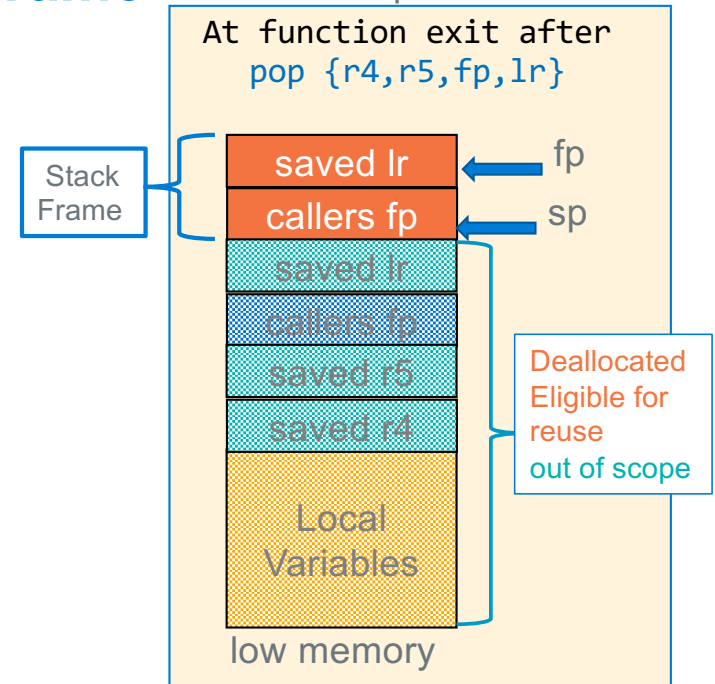 At function exit after
pop {r4,r5,fp,lr}
saved lr
fp
Stack
Frame
callers fp
sp
saved lr
callers fp
saved r5
saved r4
Deallocated
Eligible for
reuse
out of scope
Local
Variables
low memory